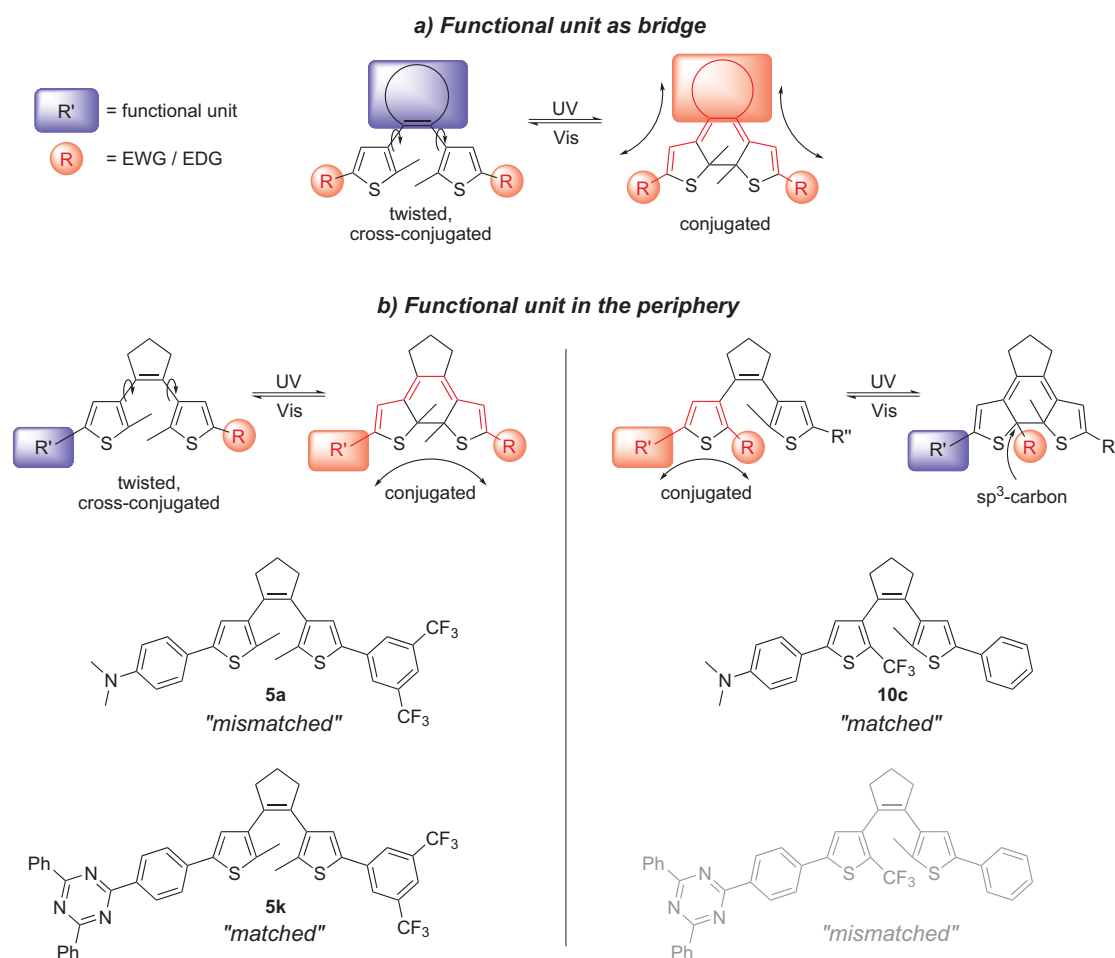 a) Functional unit as bridge
R' = functional unit
R = EWG / EDG
R S S R
twisted,
cross-conjugated
UV
Vis
R S S R
conjugated
b) Functional unit in the periphery
R' S S R
twisted,
cross-conjugated
UV
Vis
R' S S R
conjugated
R' S R S R''
conjugated
UV
Vis
R' S R S R
sp³-carbon
N S S CF₃
CF₃
5a
"mismatched"
N S CF₃ S
10c
"matched"
Ph N N N Ph S S CF₃
CF₃
5k
"matched"
Ph N N N Ph S CF₃ S
"mismatched"